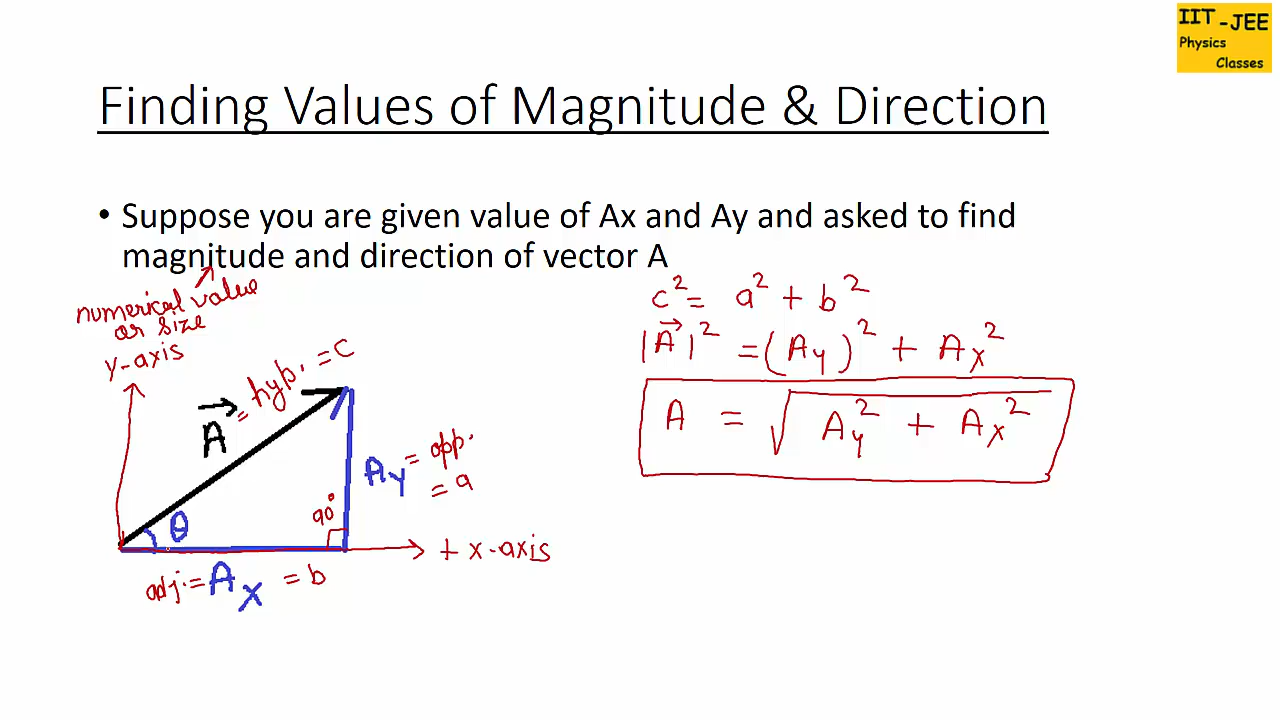 IIT -JEE
Physics
Classes
Finding Values of Magnitude & Direction
• Suppose you are given value of Ax and Ay and asked to find
magnitude and direction of vector A
numerical value
or size
y-axis
A⃗ = hyp. = c
Ay = opp.
= a
θ
90°
+ x-axis
adj. = Ax = b
c² = a² + b²
|A⃗|² = (Ay)² + Ax²
A = √(Ay² + Ax²)